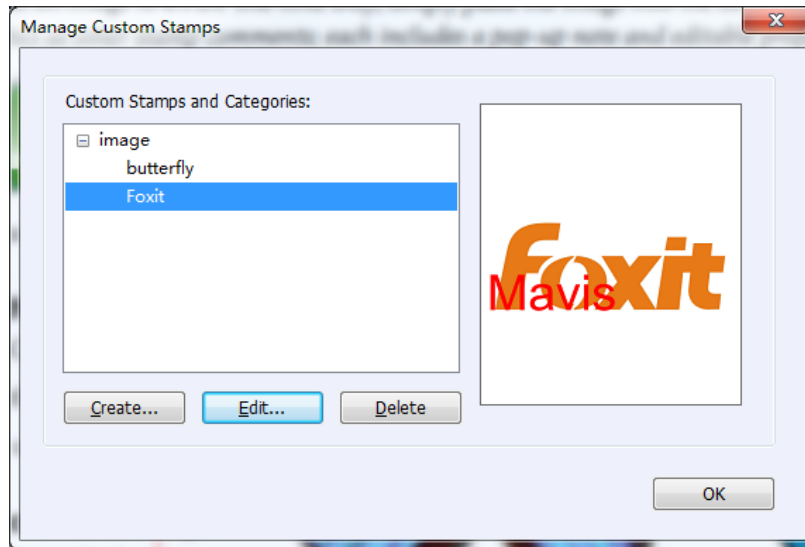 Manage Custom Stamps
Custom Stamps and Categories:
image
butterfly
Foxit
foxit
Mavis
Create...
Edit...
Delete
OK